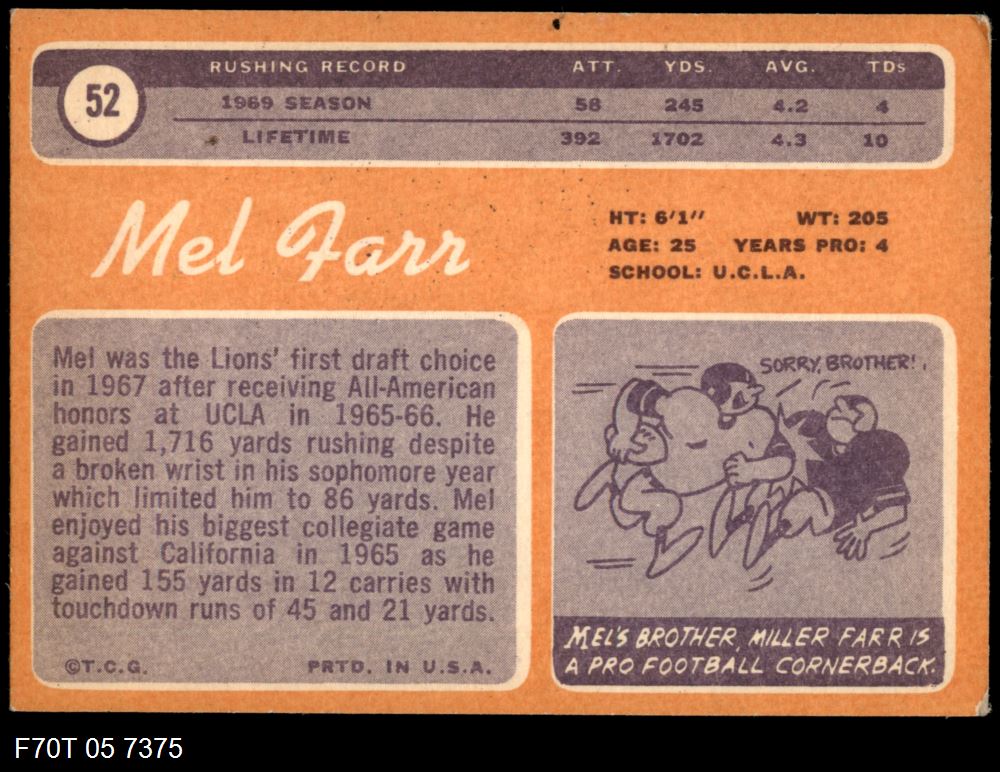 52
RUSHING RECORD ATT. YDS. AVG. TDs
1969 SEASON 58 245 4.2 4
LIFETIME 392 1702 4.3 10
Mel Farr
HT: 6'1" WT: 205
AGE: 25 YEARS PRO: 4
SCHOOL: U.C.L.A.
Mel was the Lions' first draft choice
in 1967 after receiving All-American
honors at UCLA in 1965-66. He
gained 1,716 yards rushing despite
a broken wrist in his sophomore year
which limited him to 86 yards. Mel
enjoyed his biggest collegiate game
against California in 1965 as he
gained 155 yards in 12 carries with
touchdown runs of 45 and 21 yards.
©T.C.G. PRTD. IN U.S.A.
SORRY, BROTHER!
MEL'S BROTHER, MILLER FARR IS
A PRO FOOTBALL CORNERBACK.
F70T 05 7375